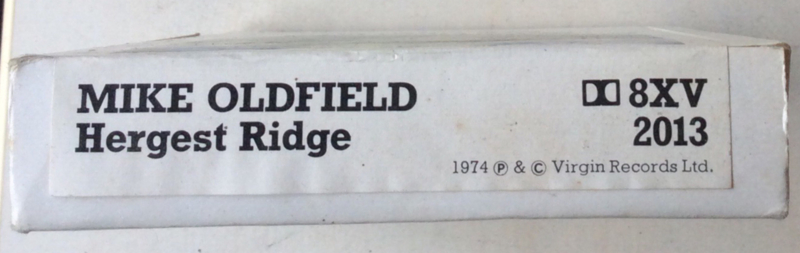 MIKE OLDFIELD
Hergest Ridge
8XV
2013
1974 ℗ & © Virgin Records Ltd.